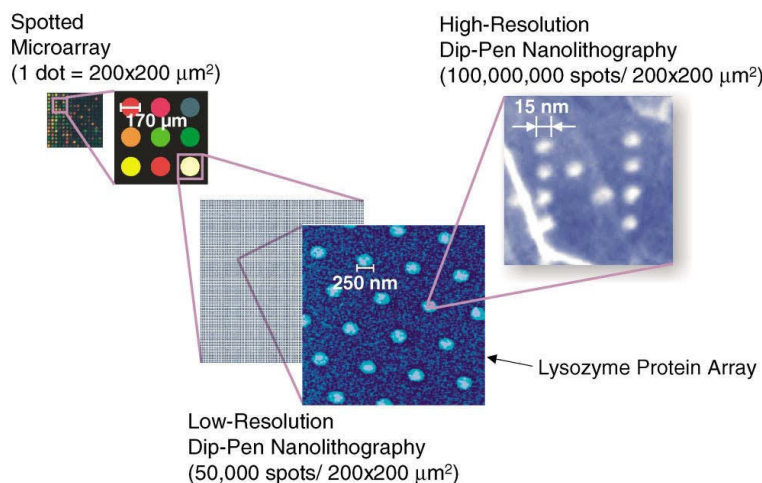 Spotted
Microarray
(1 dot = 200x200 μm²)
170 μm
High-Resolution
Dip-Pen Nanolithography
(100,000,000 spots/ 200x200 μm²)
15 nm
250 nm
Lysozyme Protein Array
Low-Resolution
Dip-Pen Nanolithography
(50,000 spots/ 200x200 μm²)